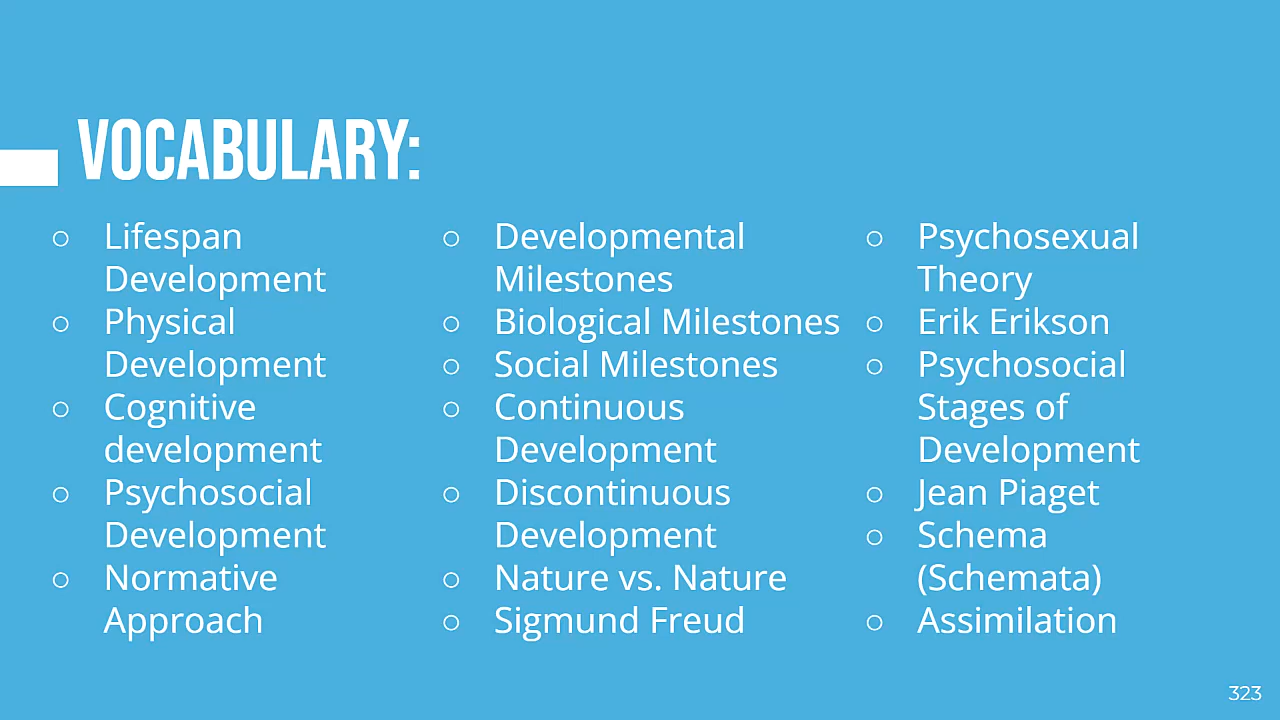 VOCABULARY:
○ Lifespan
Development
○ Physical
Development
○ Cognitive
development
○ Psychosocial
Development
○ Normative
Approach
○ Developmental
Milestones
○ Biological Milestones
○ Social Milestones
○ Continuous
Development
○ Discontinuous
Development
○ Nature vs. Nature
○ Sigmund Freud
○ Psychosexual
Theory
○ Erik Erikson
○ Psychosocial
Stages of
Development
○ Jean Piaget
○ Schema
(Schemata)
○ Assimilation
323